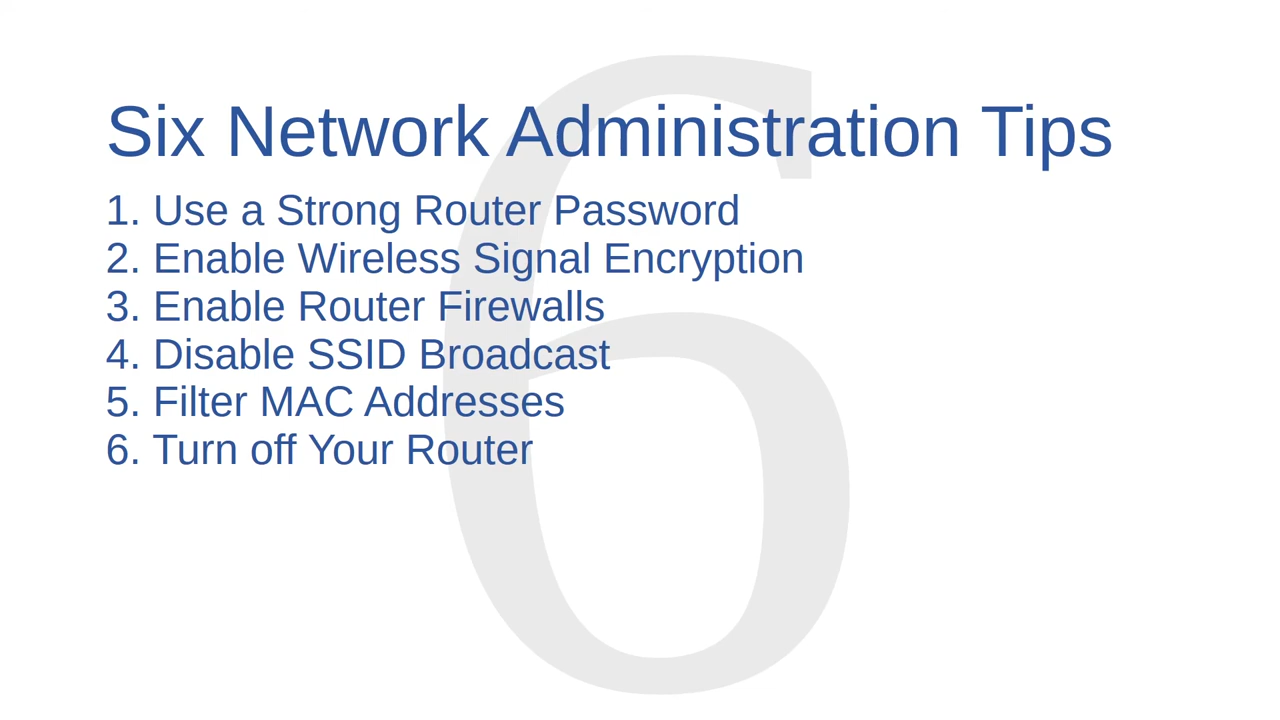 Six Network Administration Tips
1. Use a Strong Router Password
2. Enable Wireless Signal Encryption
3. Enable Router Firewalls
4. Disable SSID Broadcast
5. Filter MAC Addresses
6. Turn off Your Router
6